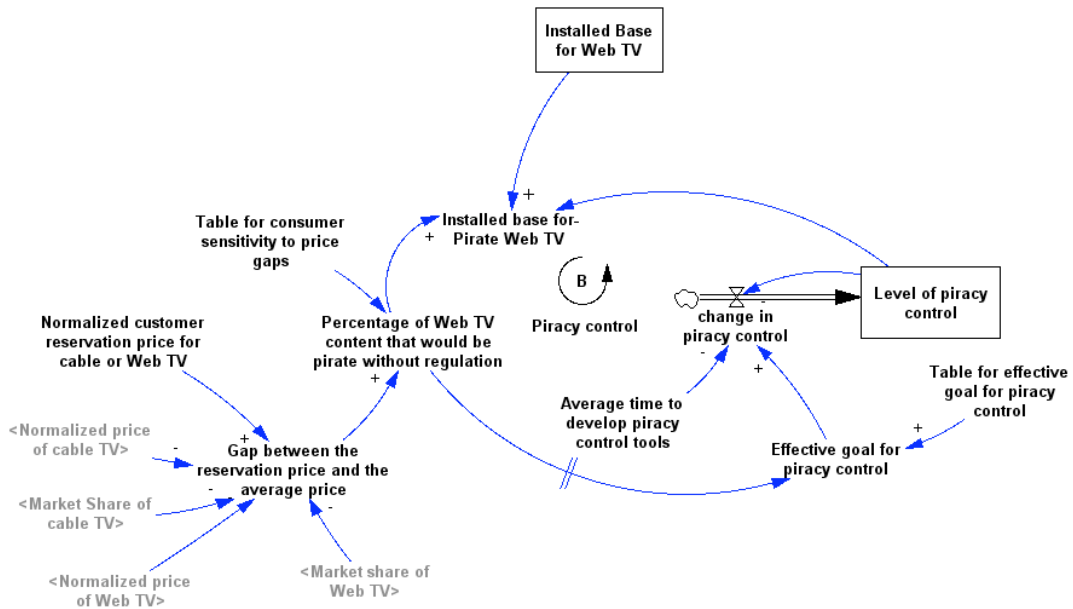 Installed Base
for Web TV
+
Table for consumer
sensitivity to price
gaps
+
Installed base for-
Pirate Web TV
B
Piracy control
Level of piracy
control
-
change in
piracy control
-
+
Normalized customer
reservation price for
cable or Web TV
Percentage of Web TV
content that would be
pirate without regulation
+
Table for effective
goal for piracy
control
+
Average time to
develop piracy
control tools
Effective goal for
piracy control
<Normalized price
of cable TV>
-
+
Gap between the
reservation price and the
average price
-
-
-
<Market Share of
cable TV>
<Normalized price
of Web TV>
<Market share of
Web TV>